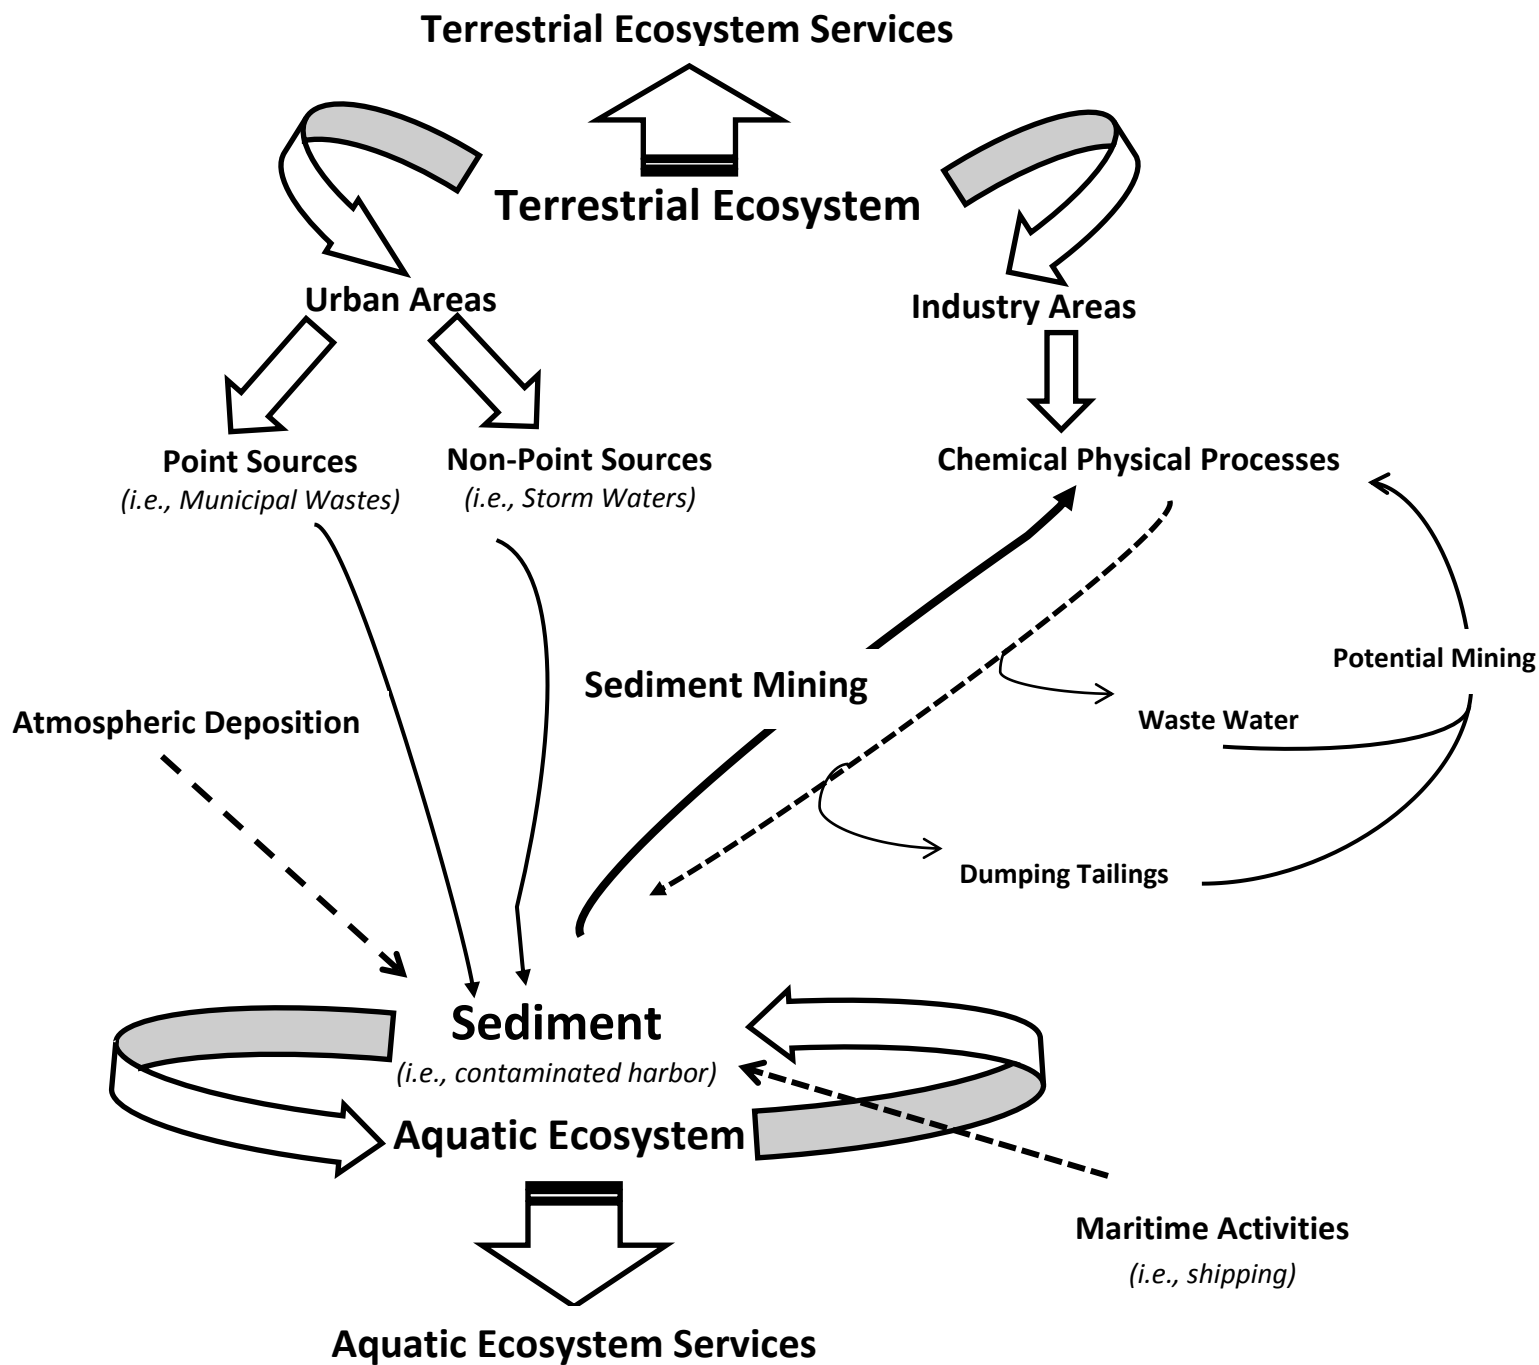 Terrestrial Ecosystem Services
Terrestrial Ecosystem
Urban Areas
Industry Areas
Point Sources
(i.e., Municipal Wastes)
Non-Point Sources
(i.e., Storm Waters)
Chemical Physical Processes
Sediment Mining
Potential Mining
Atmospheric Deposition
Waste Water
Dumping Tailings
Sediment
(i.e., contaminated harbor)
Aquatic Ecosystem
Maritime Activities
(i.e., shipping)
Aquatic Ecosystem Services